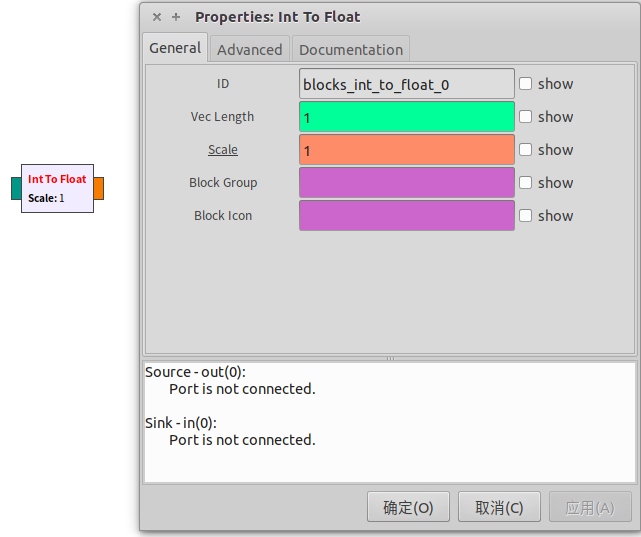 Properties: Int To Float
General Advanced Documentation
ID blocks_int_to_float_0 show
Vec Length 1 show
Scale 1 show
Block Group show
Block Icon show
Int To Float
Scale: 1
Source - out(0):
Port is not connected.
Sink - in(0):
Port is not connected.
确定(O) 取消(C) 应用(A)